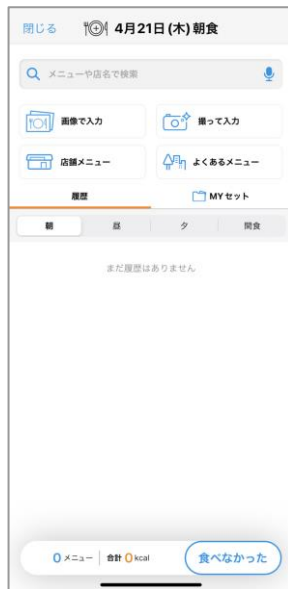 閉じる 4月21日(木)朝食
メニューや店名で検索
画像で入力 撮って入力
店舗メニュー よくあるメニュー
履歴 MYセット
朝 昼 夕 間食
まだ履歴はありません
0 メニュー 合計 0 kcal 食べなかった